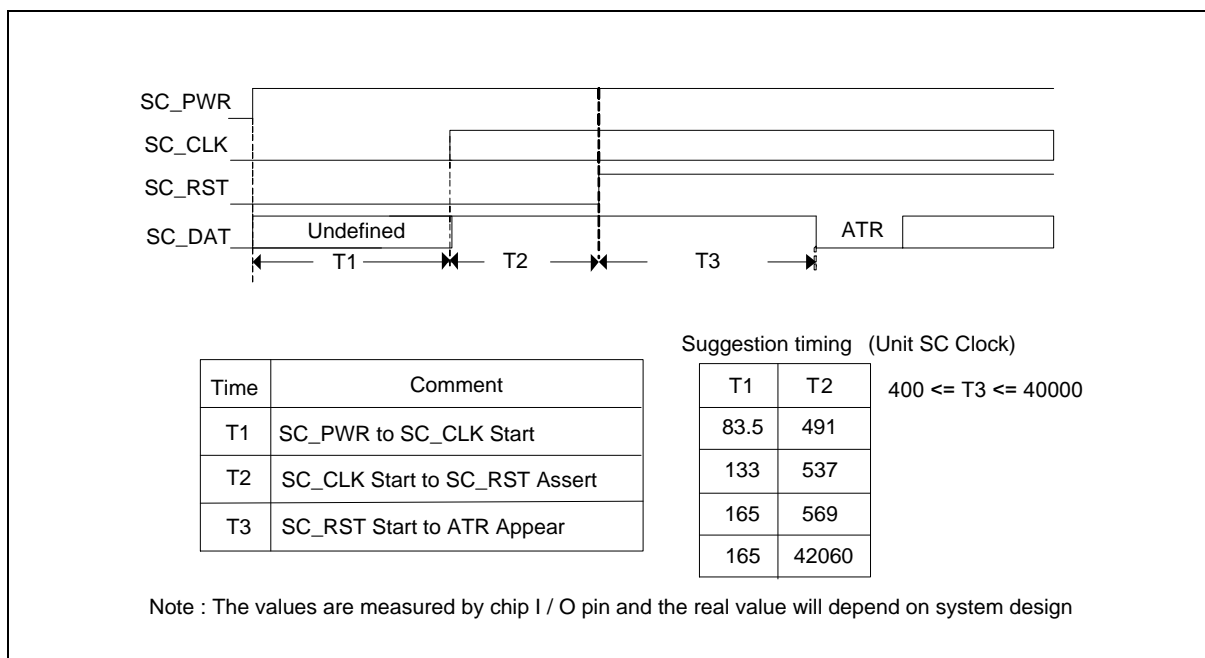 SC_PWR
SC_CLK
SC_RST
SC_DAT Undefined ATR
T1 T2 T3
Suggestion timing (Unit SC Clock)
Time Comment
T1 SC_PWR to SC_CLK Start
T2 SC_CLK Start to SC_RST Assert
T3 SC_RST Start to ATR Appear
T1 T2 400 <= T3 <= 40000
83.5 491
133 537
165 569
165 42060
Note : The values are measured by chip I / O pin and the real value will depend on system design